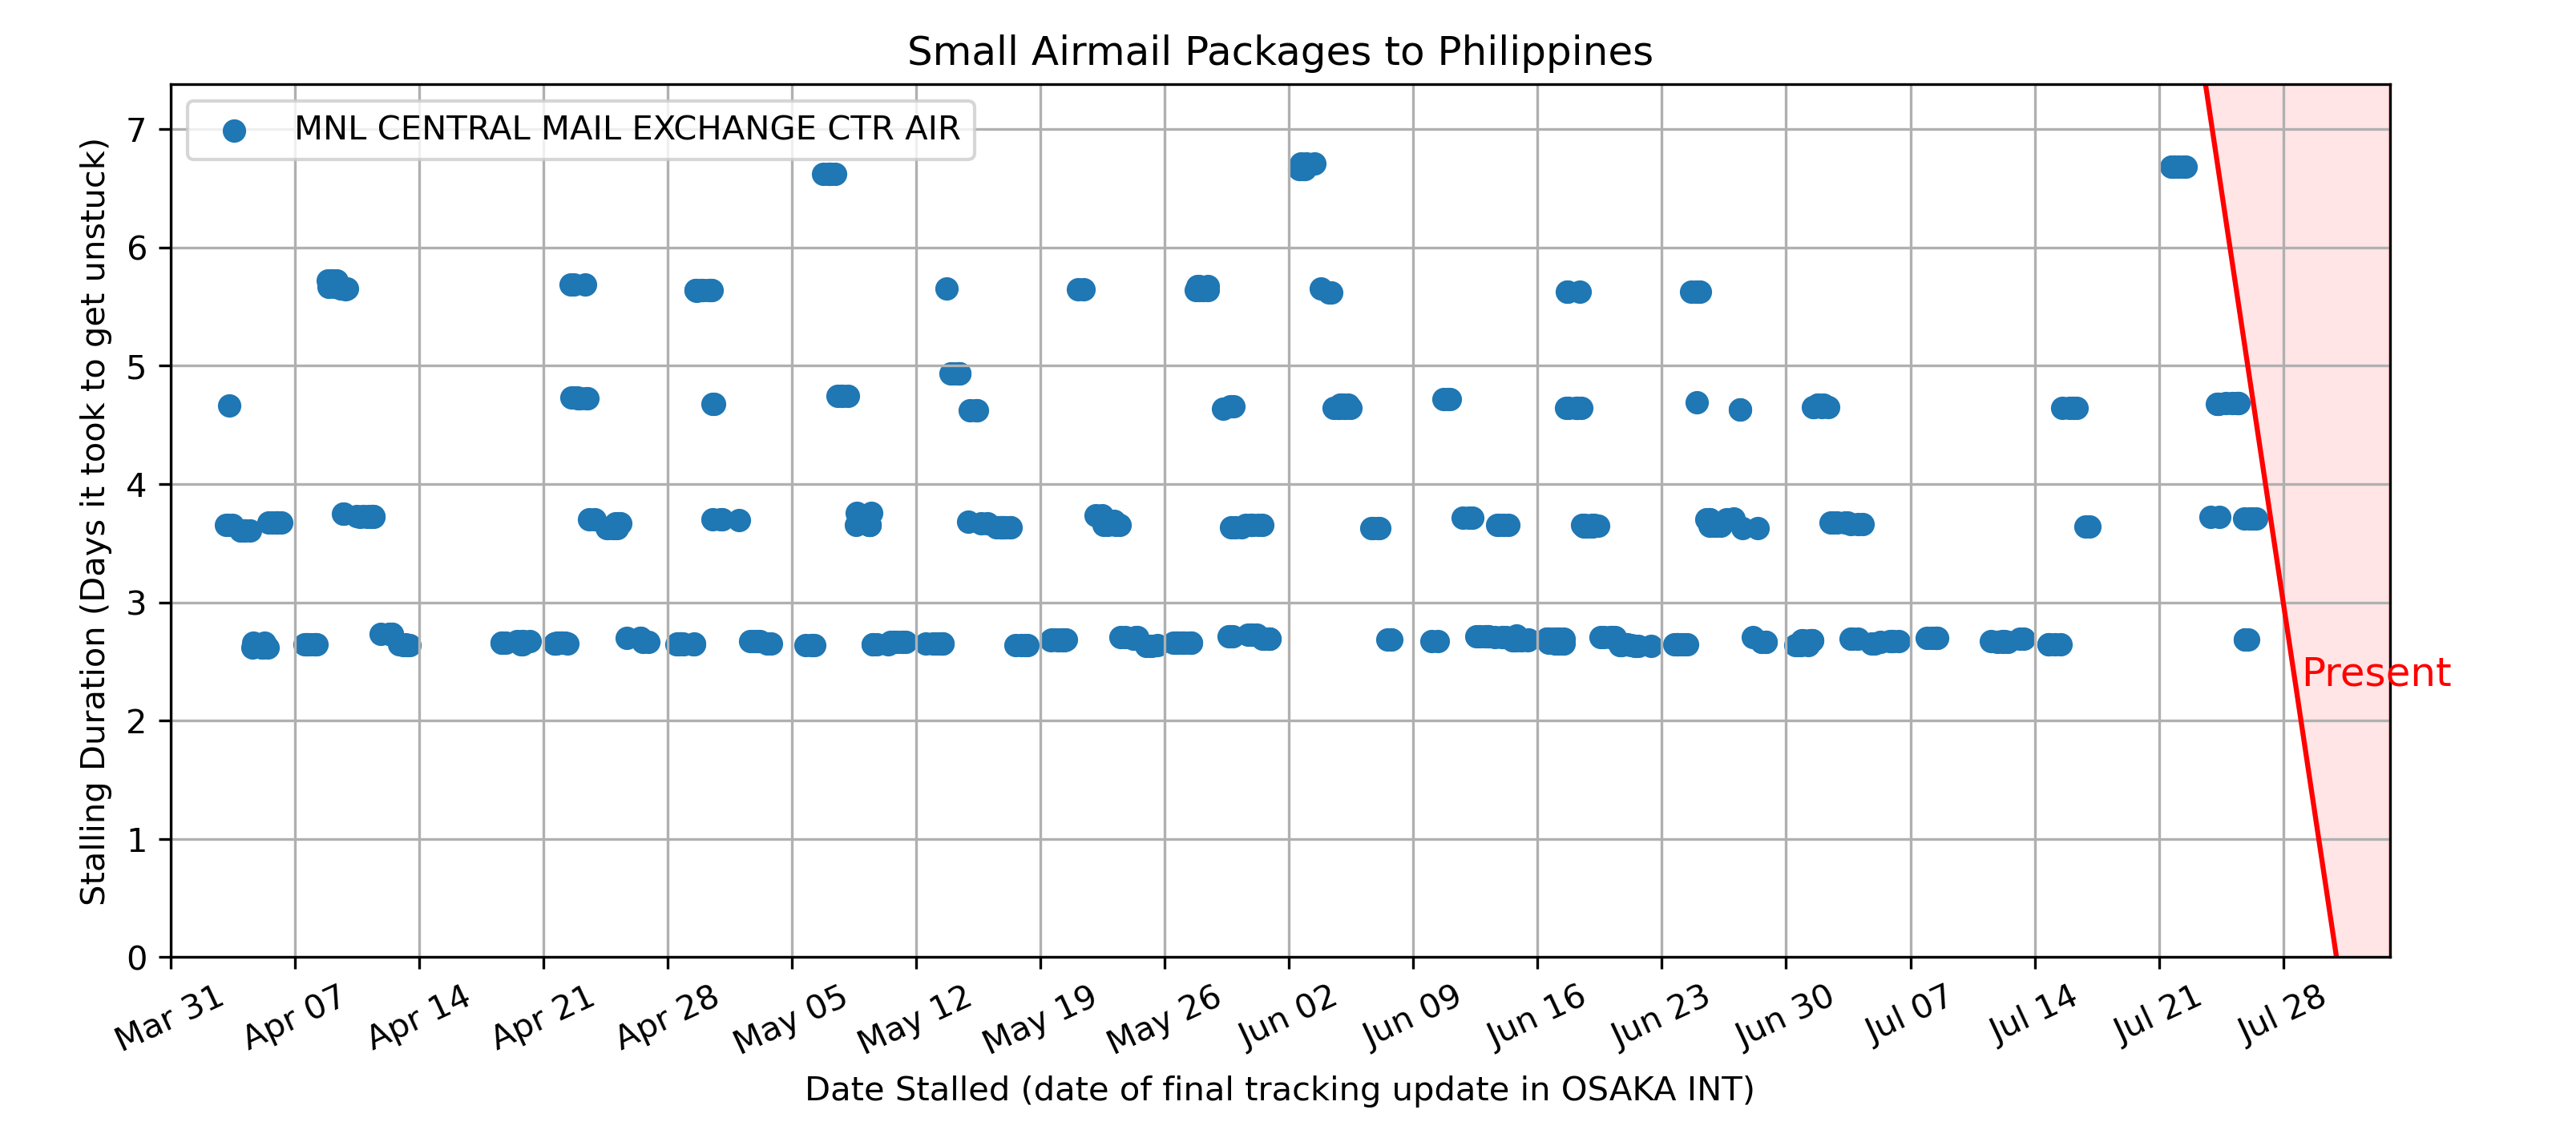 Small Airmail Packages to Philippines
MNL CENTRAL MAIL EXCHANGE CTR AIR
Stalling Duration (Days it took to get unstuck)
7
6
5
4
3
2
1
0
Present
Mar 31
Apr 07
Apr 14
Apr 21
Apr 28
May 05
May 12
May 19
May 26
Jun 02
Jun 09
Jun 16
Jun 23
Jun 30
Jul 07
Jul 14
Jul 21
Jul 28
Date Stalled (date of final tracking update in OSAKA INT)